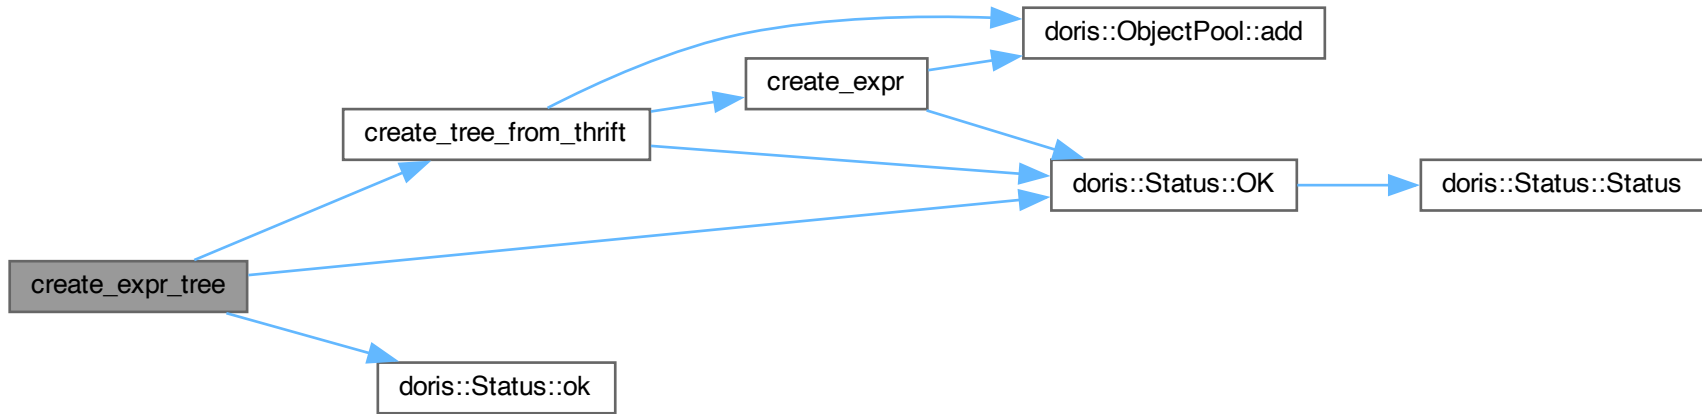 doris::ObjectPool::add
create_expr
create_tree_from_thrift
doris::Status::OK
doris::Status::Status
create_expr_tree
doris::Status::ok